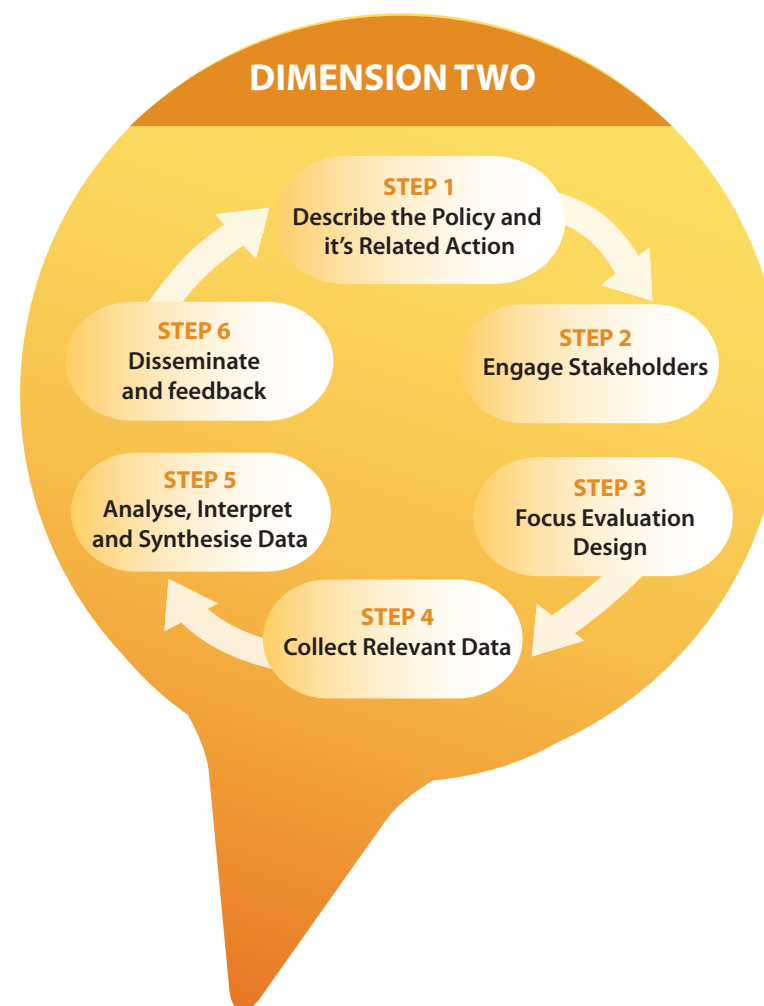 DIMENSION TWO
STEP 1
Describe the Policy and
it's Related Action
STEP 2
Engage Stakeholders
STEP 3
Focus Evaluation
Design
STEP 4
Collect Relevant Data
STEP 5
Analyse, Interpret
and Synthesise Data
STEP 6
Disseminate
and feedback